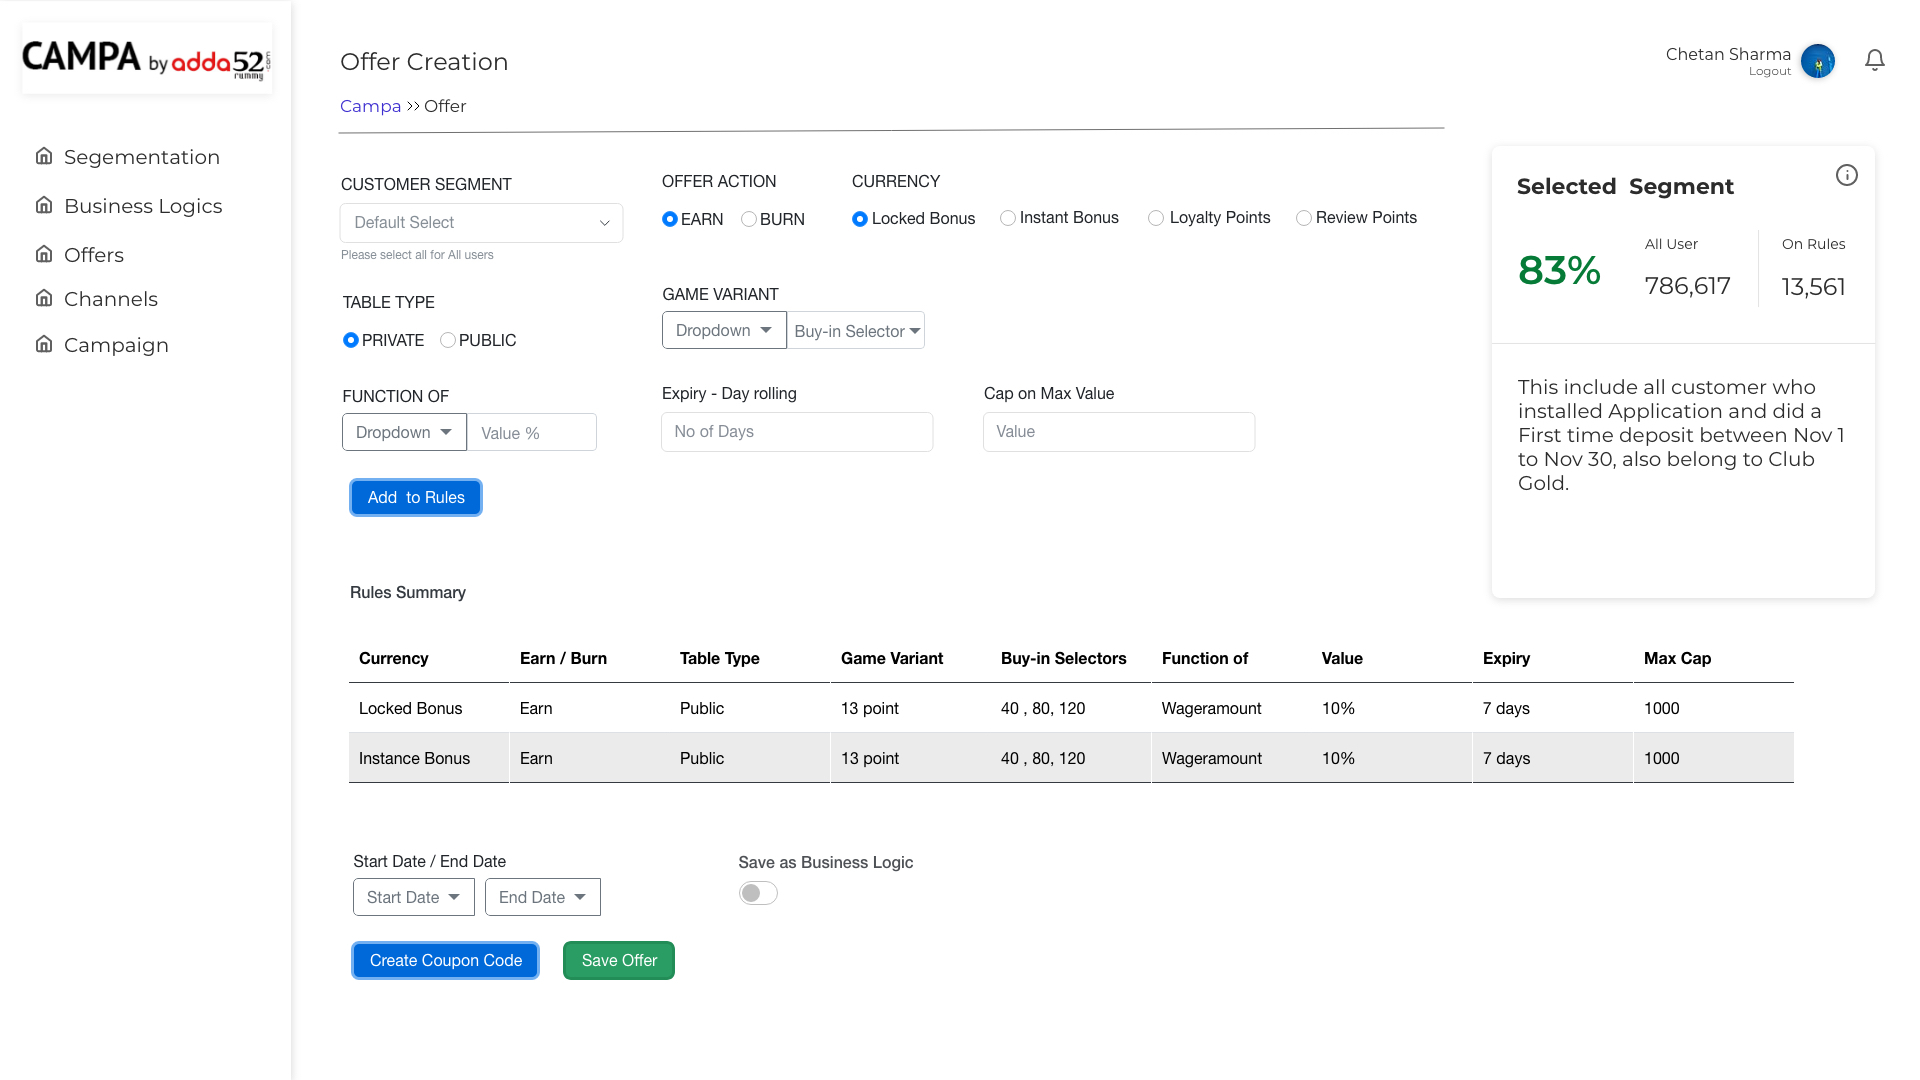 CAMPA by adda52
rummy
.com
Segementation
Business Logics
Offers
Channels
Campaign
Offer Creation
Campa >> Offer
Chetan Sharma
Logout
CUSTOMER SEGMENT
Default Select
Please select all for All users
OFFER ACTION
EARN BURN
CURRENCY
Locked Bonus Instant Bonus Loyalty Points Review Points
TABLE TYPE
PRIVATE PUBLIC
GAME VARIANT
Dropdown Buy-in Selector
FUNCTION OF
Dropdown Value %
Expiry - Day rolling
No of Days
Cap on Max Value
Value
Add to Rules
Selected Segment
83%
All User
786,617
On Rules
13,561
This include all customer who
installed Application and did a
First time deposit between Nov 1
to Nov 30, also belong to Club
Gold.
Rules Summary
Currency Earn / Burn Table Type Game Variant Buy-in Selectors Function of Value Expiry Max Cap
Locked Bonus Earn Public 13 point 40 , 80, 120 Wageramount 10% 7 days 1000
Instance Bonus Earn Public 13 point 40 , 80, 120 Wageramount 10% 7 days 1000
Start Date / End Date
Start Date End Date
Save as Business Logic
Create Coupon Code Save Offer